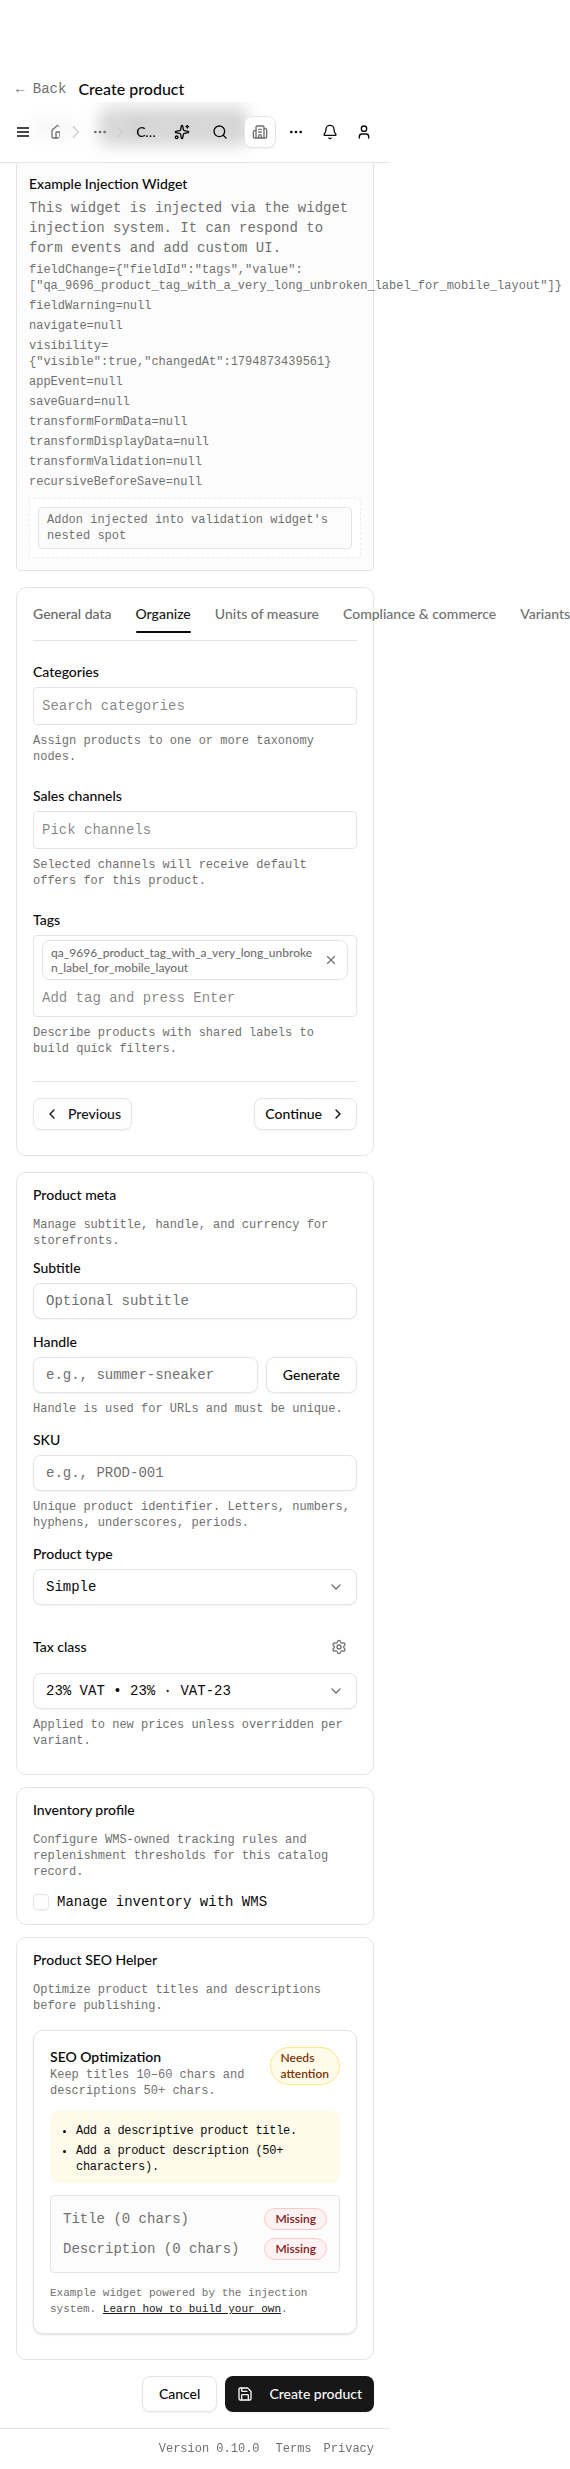 ← Back Create product
C...
Example Injection Widget
This widget is injected via the widget
injection system. It can respond to
form events and add custom UI.
fieldChange={"fieldId":"tags","value":
["qa_9696_product_tag_with_a_very_long_unbroken_label_for_mobile_layout"]}
fieldWarning=null
navigate=null
visibility=
{"visible":true,"changedAt":1794873439561}
appEvent=null
saveGuard=null
transformFormData=null
transformDisplayData=null
transformValidation=null
recursiveBeforeSave=null
Addon injected into validation widget's
nested spot
General data Organize Units of measure Compliance & commerce Variants
Categories
Search categories
Assign products to one or more taxonomy
nodes.
Sales channels
Pick channels
Selected channels will receive default
offers for this product.
Tags
qa_9696_product_tag_with_a_very_long_unbroke
n_label_for_mobile_layout
Add tag and press Enter
Describe products with shared labels to
build quick filters.
Previous Continue
Product meta
Manage subtitle, handle, and currency for
storefronts.
Subtitle
Optional subtitle
Handle
e.g., summer-sneaker Generate
Handle is used for URLs and must be unique.
SKU
e.g., PROD-001
Unique product identifier. Letters, numbers,
hyphens, underscores, periods.
Product type
Simple
Tax class
23% VAT • 23% · VAT-23
Applied to new prices unless overridden per
variant.
Inventory profile
Configure WMS-owned tracking rules and
replenishment thresholds for this catalog
record.
Manage inventory with WMS
Product SEO Helper
Optimize product titles and descriptions
before publishing.
SEO Optimization
Keep titles 10–60 chars and
descriptions 50+ chars.
Needs
attention
• Add a descriptive product title.
• Add a product description (50+
characters).
Title (0 chars) Missing
Description (0 chars) Missing
Example widget powered by the injection
system. Learn how to build your own.
Cancel Create product
Version 0.10.0 Terms Privacy